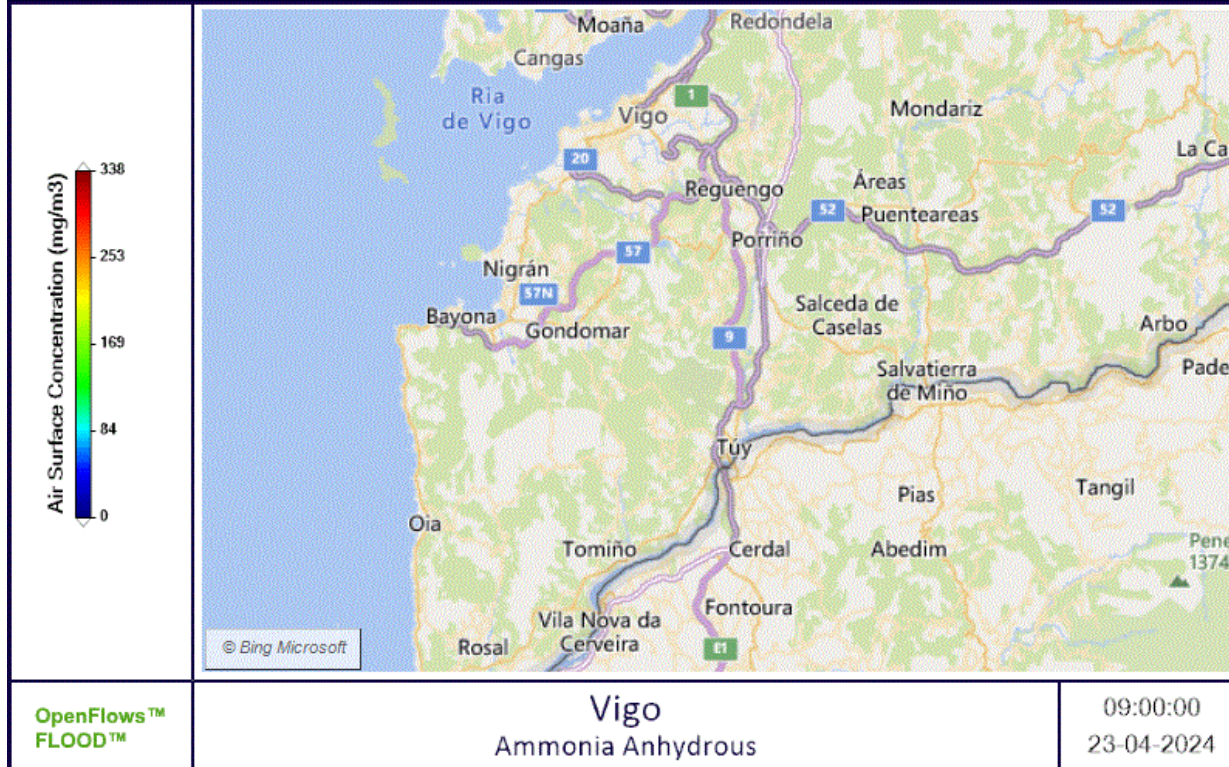 Air Surface Concentration (mg/m3)
338
253
169
84
0
Moaña
Redondela
Cangas
Ria
de Vigo
1
Vigo
Mondariz
20
La Ca
Reguengo
Áreas
52
Puenteareas
52
Porriño
57
Nigrán
57N
Salceda de
Caselas
Bayona
Gondomar
9
Arbo
Salvatierra
de Miño
Pade
Túy
Pias
Tangil
Oia
Tomiño
Cerdal
Abedim
Pene
1374
Fontoura
Vila Nova da
Cerveira
Rosal
E1
© Bing Microsoft
OpenFlows™
FLOOD™
Vigo
Ammonia Anhydrous
09:00:00
23-04-2024